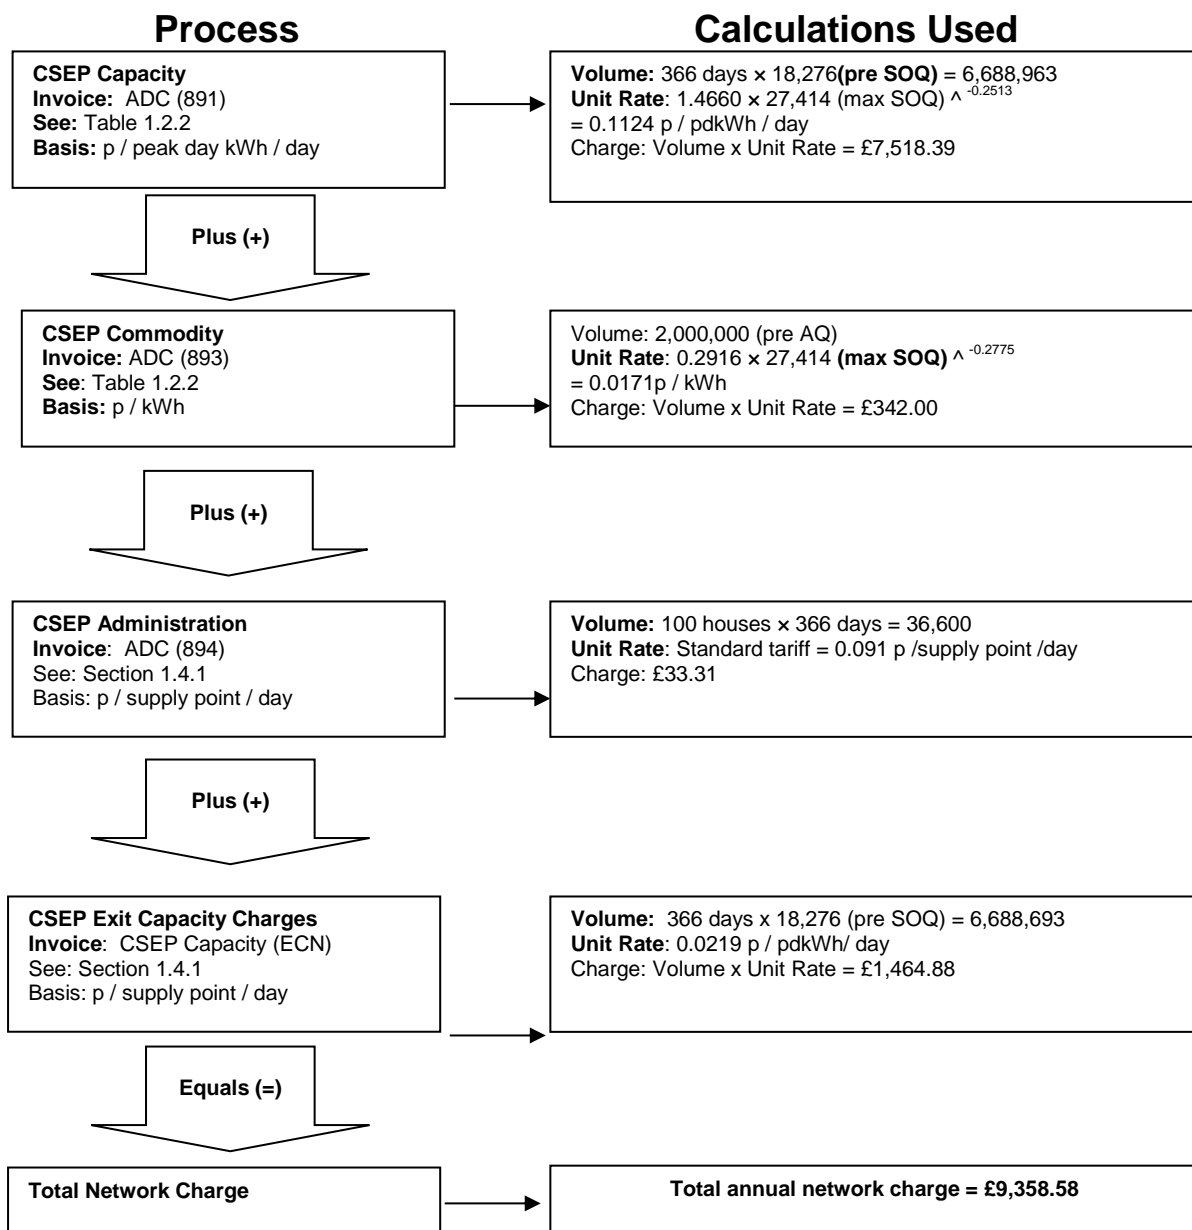 Process
Calculations Used
CSEP Capacity
Invoice: ADC (891)
See: Table 1.2.2
Basis: p / peak day kWh / day
Volume: 366 days × 18,276(pre SOQ) = 6,688,963
Unit Rate: 1.4660 × 27,414 (max SOQ) ^ -0.2513
= 0.1124 p / pdkWh / day
Charge: Volume x Unit Rate = £7,518.39
Plus (+)
CSEP Commodity
Invoice: ADC (893)
See: Table 1.2.2
Basis: p / kWh
Volume: 2,000,000 (pre AQ)
Unit Rate: 0.2916 × 27,414 (max SOQ) ^ -0.2775
= 0.0171p / kWh
Charge: Volume x Unit Rate = £342.00
Plus (+)
CSEP Administration
Invoice: ADC (894)
See: Section 1.4.1
Basis: p / supply point / day
Volume: 100 houses × 366 days = 36,600
Unit Rate: Standard tariff = 0.091 p /supply point /day
Charge: £33.31
Plus (+)
CSEP Exit Capacity Charges
Invoice: CSEP Capacity (ECN)
See: Section 1.4.1
Basis: p / supply point / day
Volume: 366 days x 18,276 (pre SOQ) = 6,688,693
Unit Rate: 0.0219 p / pdkWh/ day
Charge: Volume x Unit Rate = £1,464.88
Equals (=)
Total Network Charge
Total annual network charge = £9,358.58